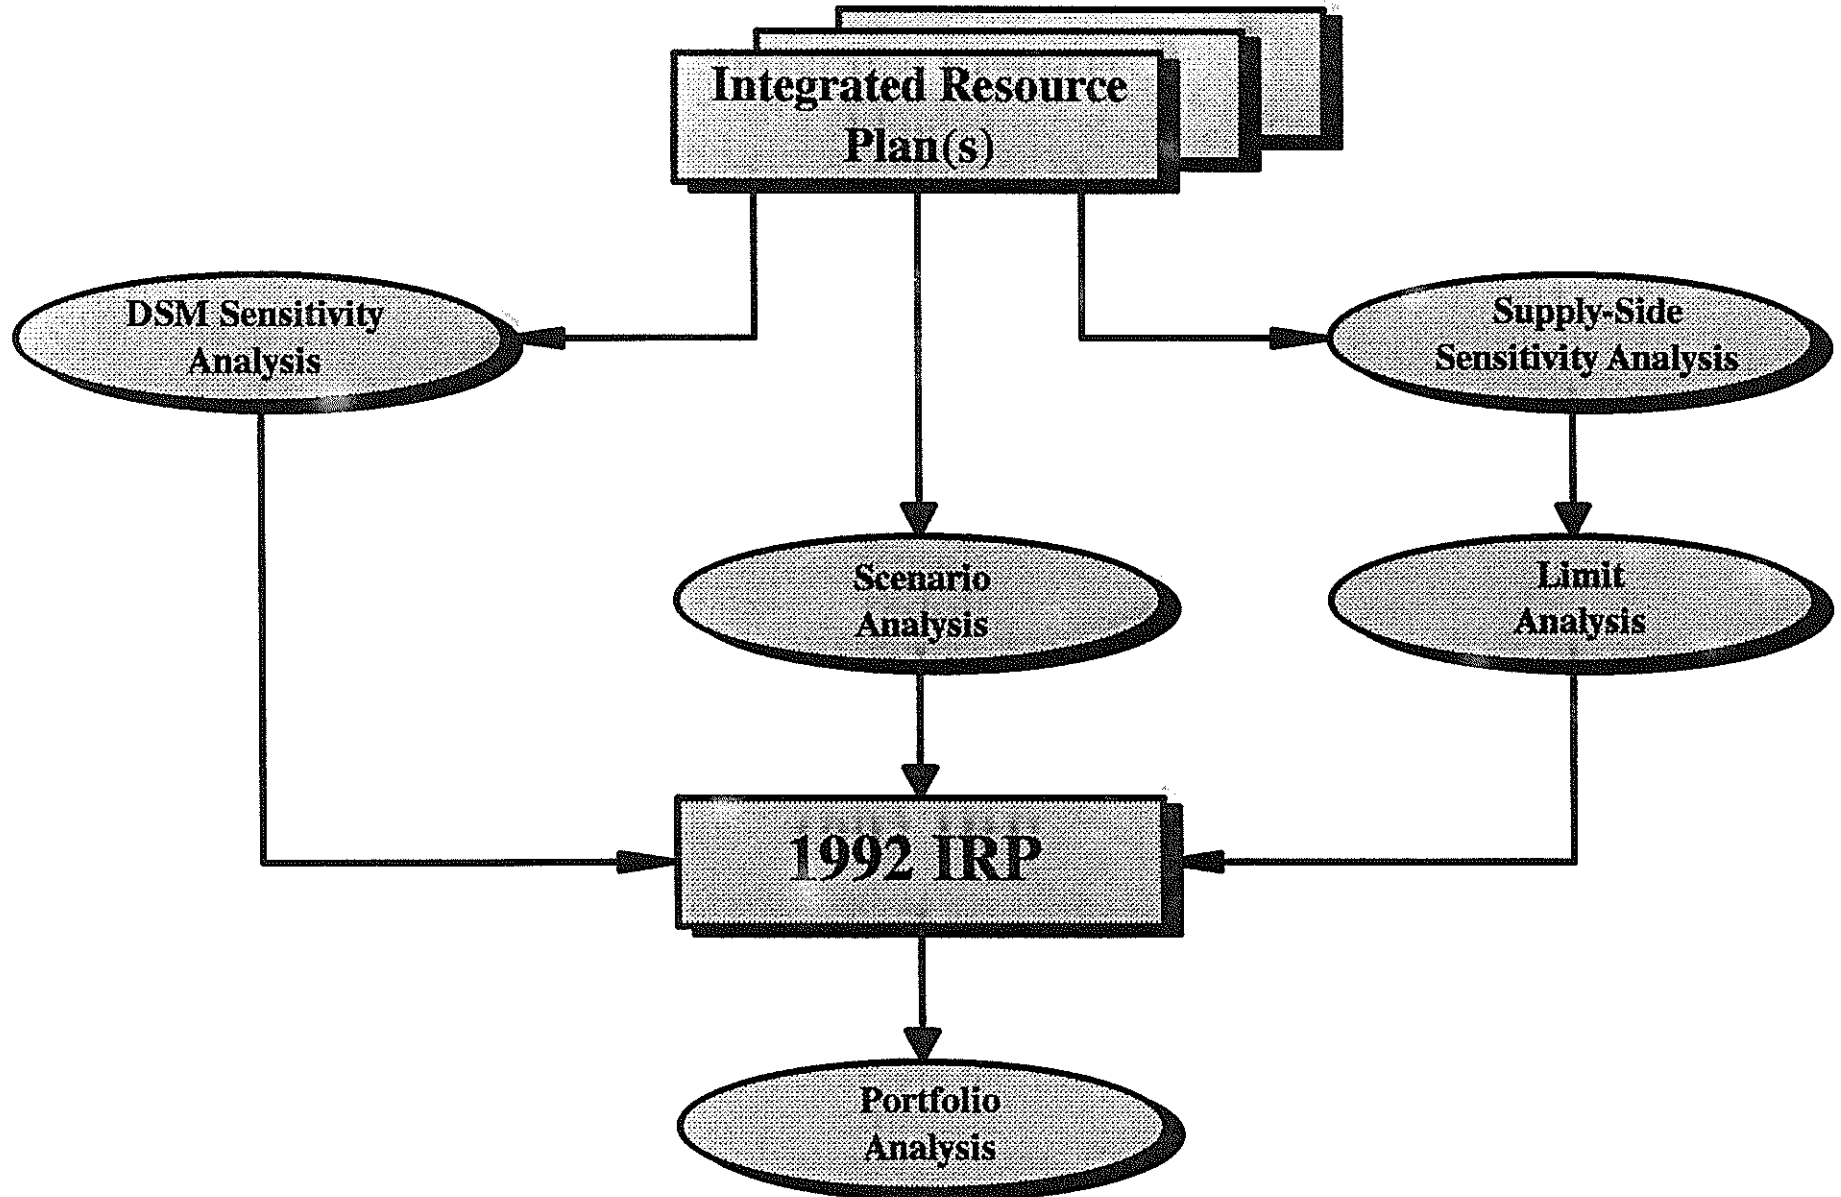 Integrated Resource
Plan(s)
DSM Sensitivity
Analysis
Supply-Side
Sensitivity Analysis
Scenario
Analysis
Limit
Analysis
1992 IRP
Portfolio
Analysis